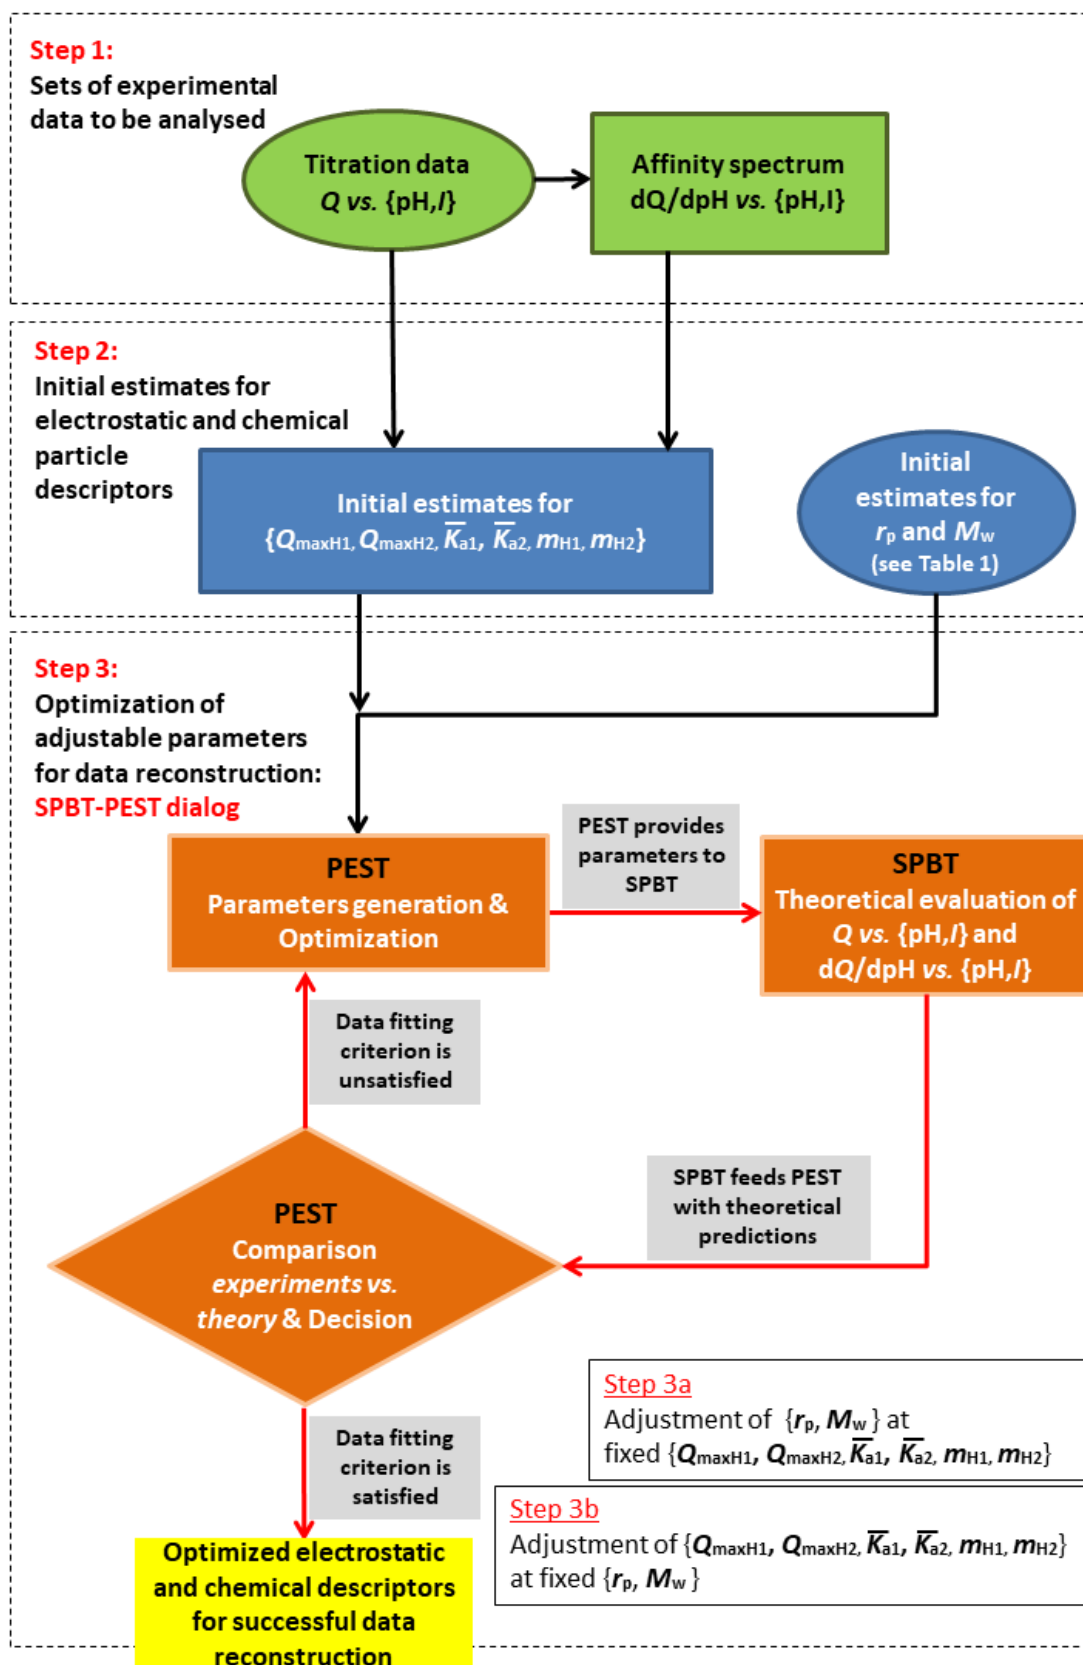 Step 1:
Sets of experimental
data to be analysed
Titration data
Q vs. {pH,I}
Affinity spectrum
dQ/dpH vs. {pH,I}
Step 2:
Initial estimates for
electrostatic and chemical
particle
descriptors
Initial estimates for
{QmaxH1, QmaxH2, K̅a1, K̅a2, mH1, mH2}
Initial
estimates for
rp and Mw
(see Table 1)
Step 3:
Optimization of
adjustable parameters
for data reconstruction:
SPBT-PEST dialog
PEST
Parameters generation &
Optimization
PEST provides
parameters to
SPBT
SPBT
Theoretical evaluation of
Q vs. {pH,I} and
dQ/dpH vs. {pH,I}
Data fitting
criterion is
unsatisfied
PEST
Comparison
experiments vs.
theory & Decision
SPBT feeds PEST
with theoretical
predictions
Step 3a
Adjustment of {rp, Mw} at
fixed {QmaxH1, QmaxH2, K̅a1, K̅a2, mH1, mH2}
Data fitting
criterion is
satisfied
Step 3b
Adjustment of {QmaxH1, QmaxH2, K̅a1, K̅a2, mH1, mH2}
at fixed {rp, Mw}
Optimized electrostatic
and chemical descriptors
for successful data
reconstruction